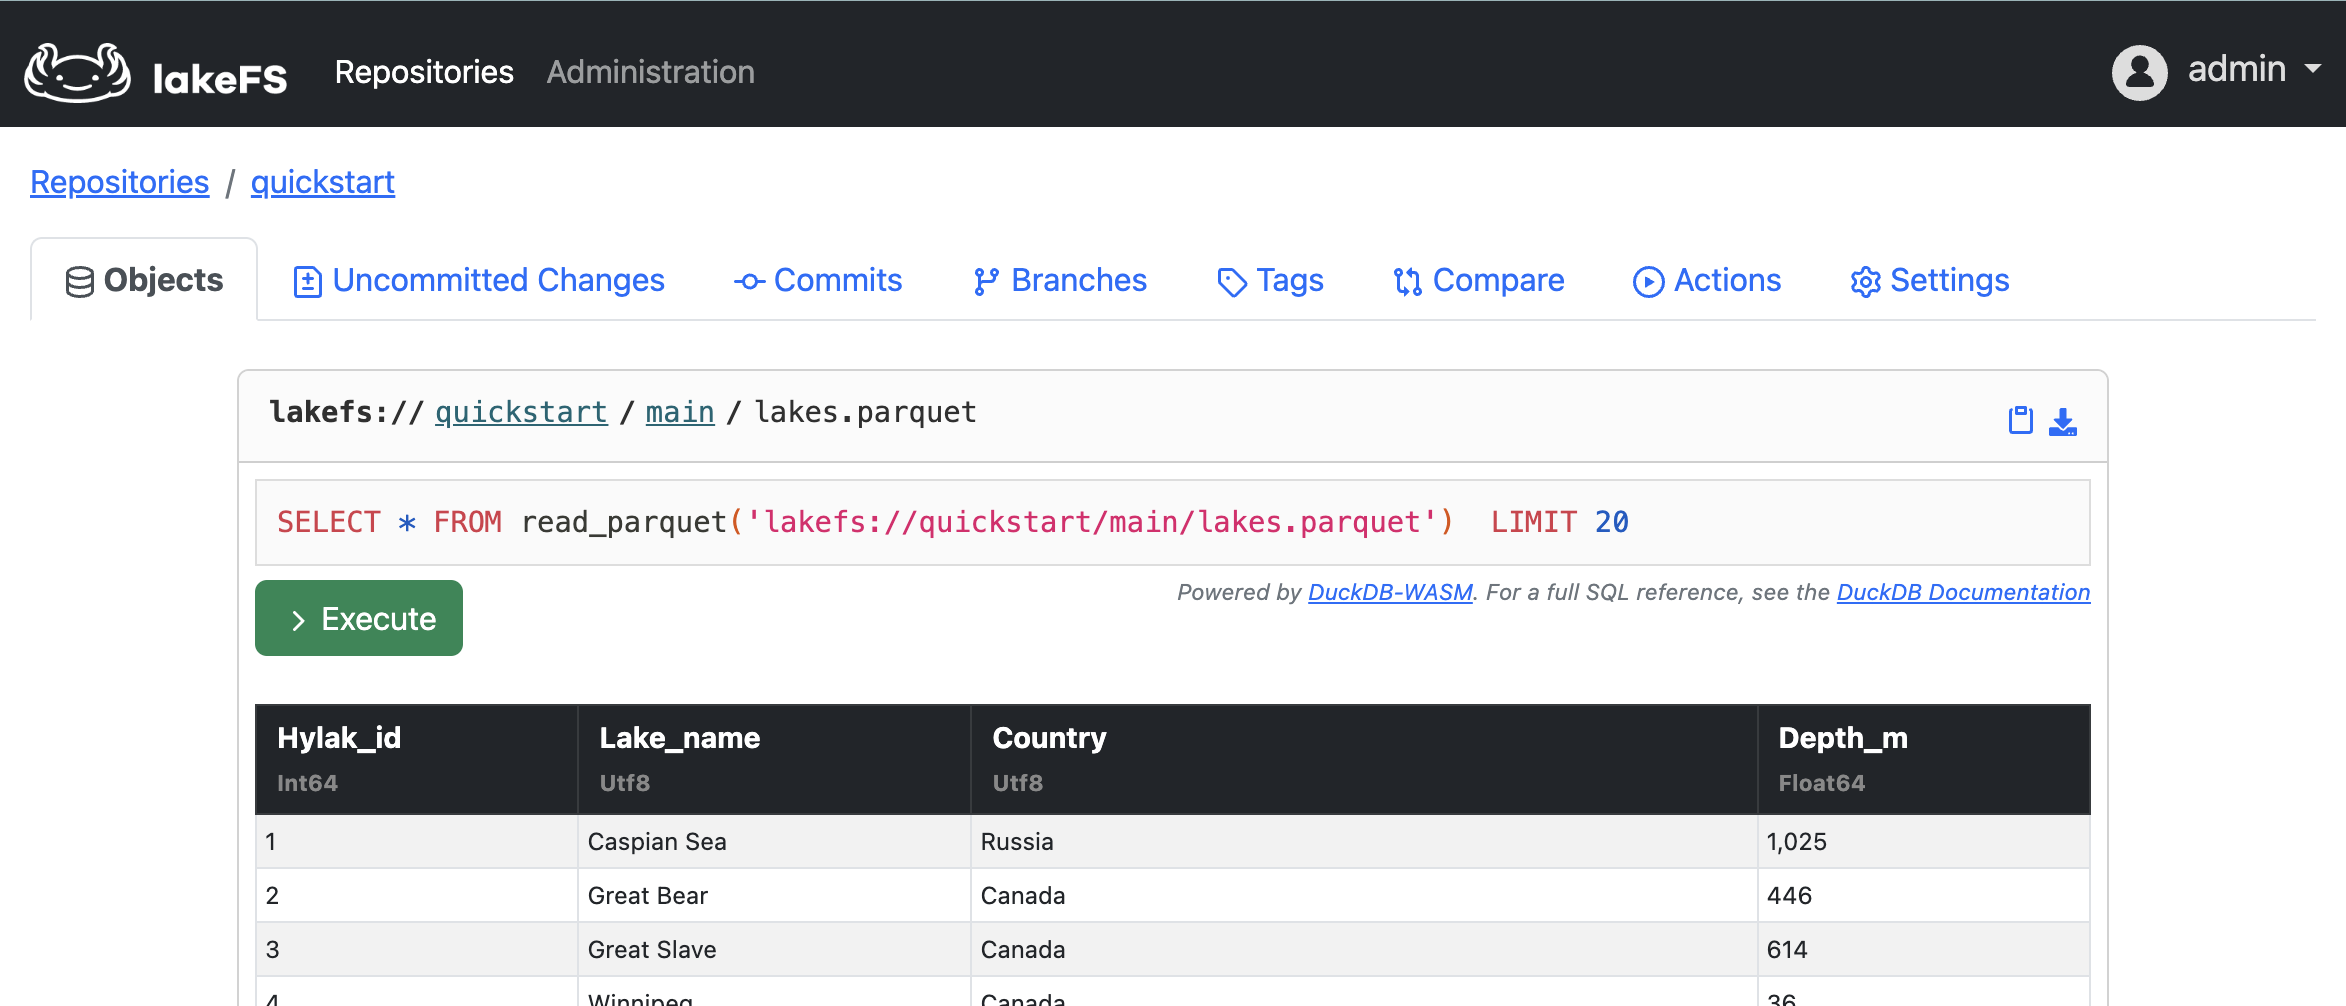 lakeFS Repositories Administration admin
Repositories / quickstart
Objects Uncommitted Changes Commits Branches Tags Compare Actions Settings
lakefs:// quickstart / main / lakes.parquet
SELECT * FROM read_parquet('lakefs://quickstart/main/lakes.parquet') LIMIT 20
Execute
Powered by DuckDB-WASM. For a full SQL reference, see the DuckDB Documentation
Hylak_id Lake_name Country Depth_m
Int64 Utf8 Utf8 Float64
1 Caspian Sea Russia 1,025
2 Great Bear Canada 446
3 Great Slave Canada 614
4 Winnipeg Canada 36